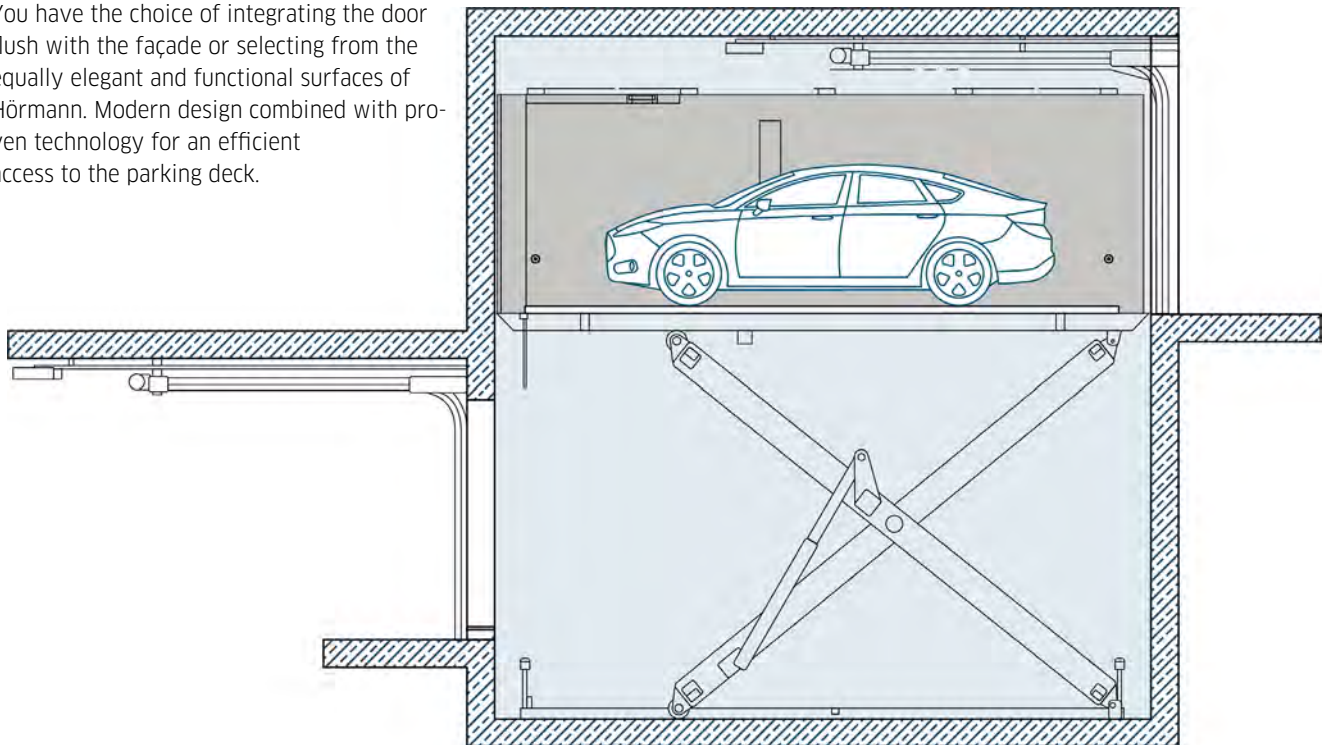 You have the choice of integrating the door
lush with the façade or selecting from the
equally elegant and functional surfaces of
Hörmann. Modern design combined with pro-
ven technology for an efficient
access to the parking deck.